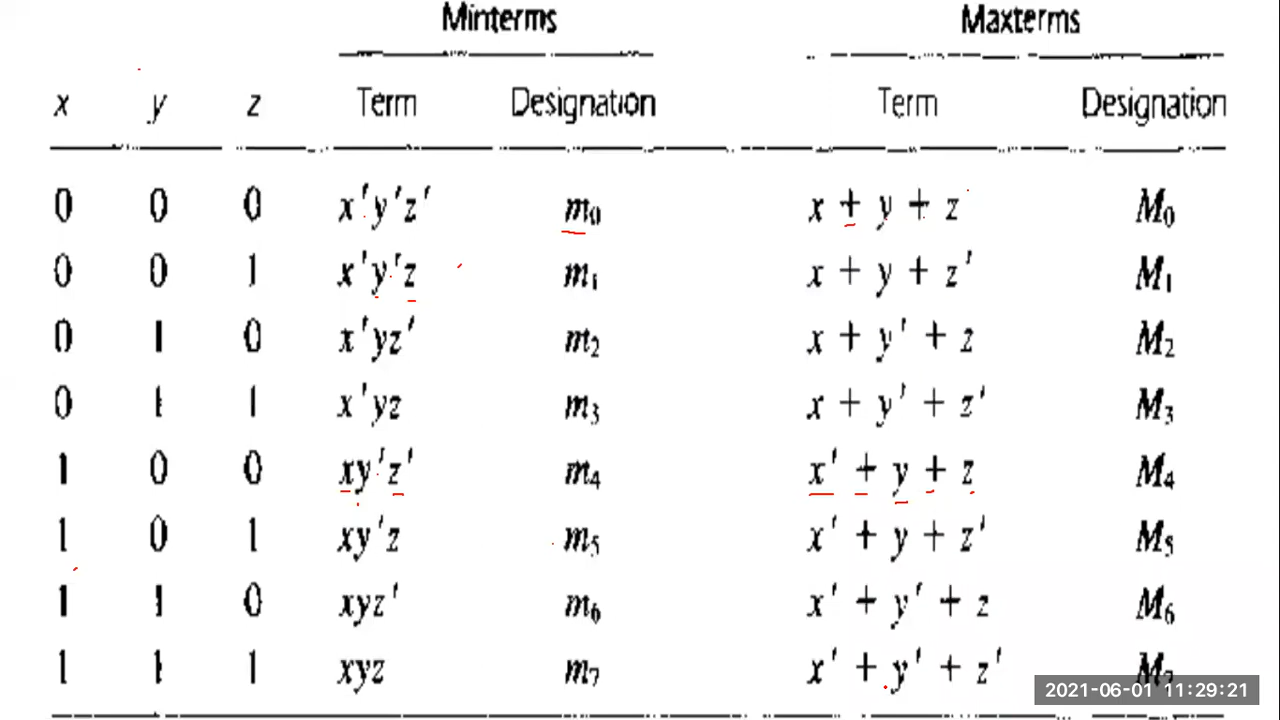 Minterms Maxterms
x y z Term Designation Term Designation
0 0 0 x'y'z' m₀ x + y + z M₀
0 0 1 x'y'z m₁ x + y + z' M₁
0 1 0 x'yz' m₂ x + y' + z M₂
0 1 1 x'yz m₃ x + y' + z' M₃
1 0 0 xy'z' m₄ x' + y + z M₄
1 0 1 xy'z m₅ x' + y + z' M₅
1 1 0 xyz' m₆ x' + y' + z M₆
1 1 1 xyz m₇ x' + y' + z' M₇
2021-06-01 11:29:21